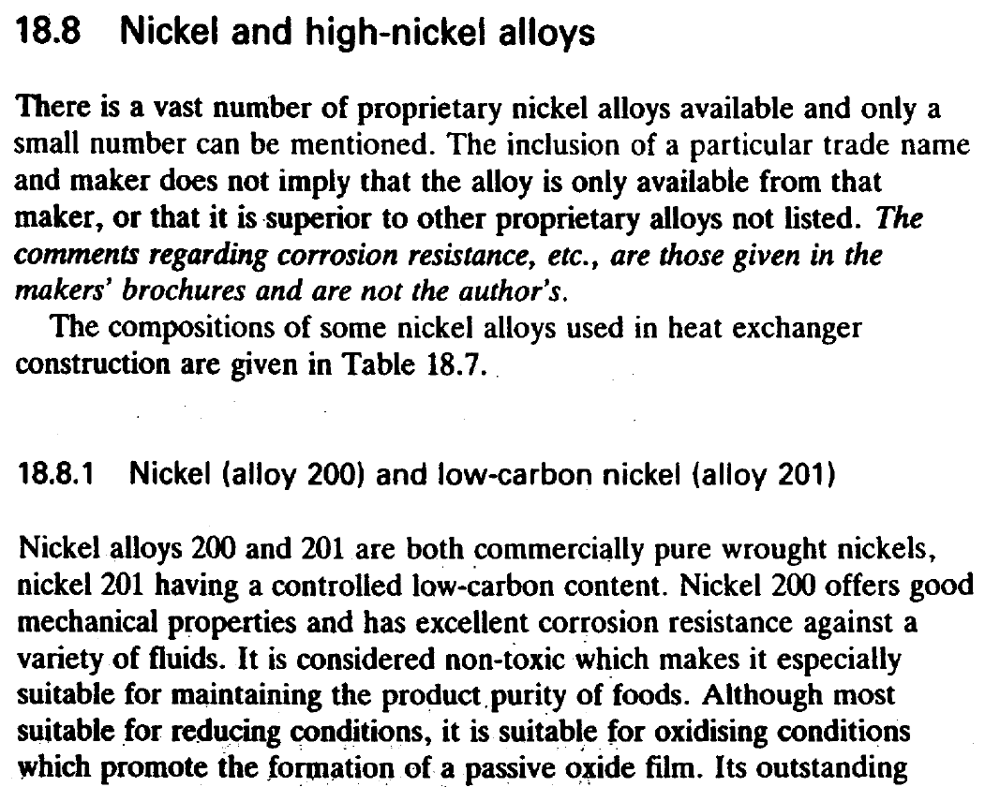 18.8 Nickel and high-nickel alloys
There is a vast number of proprietary nickel alloys available and only a
small number can be mentioned. The inclusion of a particular trade name
and maker does not imply that the alloy is only available from that
maker, or that it is superior to other proprietary alloys not listed. The
comments regarding corrosion resistance, etc., are those given in the
makers' brochures and are not the author's.
The compositions of some nickel alloys used in heat exchanger
construction are given in Table 18.7.
18.8.1 Nickel (alloy 200) and low-carbon nickel (alloy 201)
Nickel alloys 200 and 201 are both commercially pure wrought nickels,
nickel 201 having a controlled low-carbon content. Nickel 200 offers good
mechanical properties and has excellent corrosion resistance against a
variety of fluids. It is considered non-toxic which makes it especially
suitable for maintaining the product purity of foods. Although most
suitable for reducing conditions, it is suitable for oxidising conditions
which promote the formation of a passive oxide film. Its outstanding